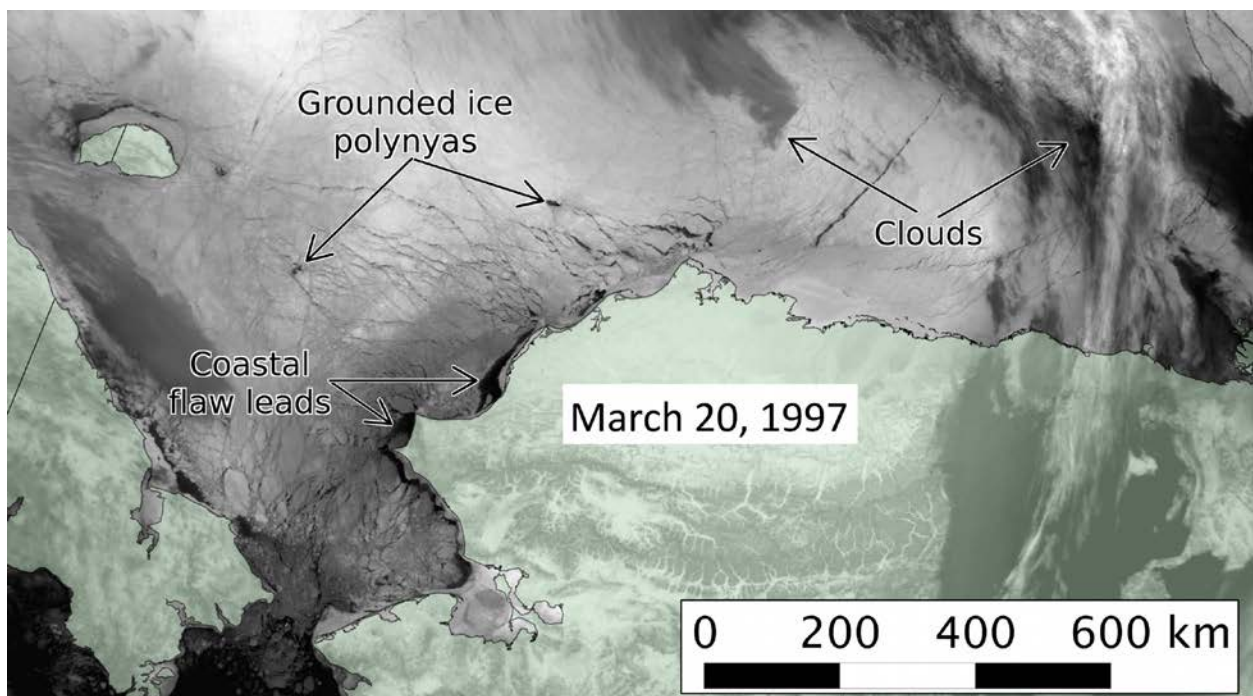 Grounded ice
polynyas
Clouds
Coastal
flaw leads
March 20, 1997
0 200 400 600 km